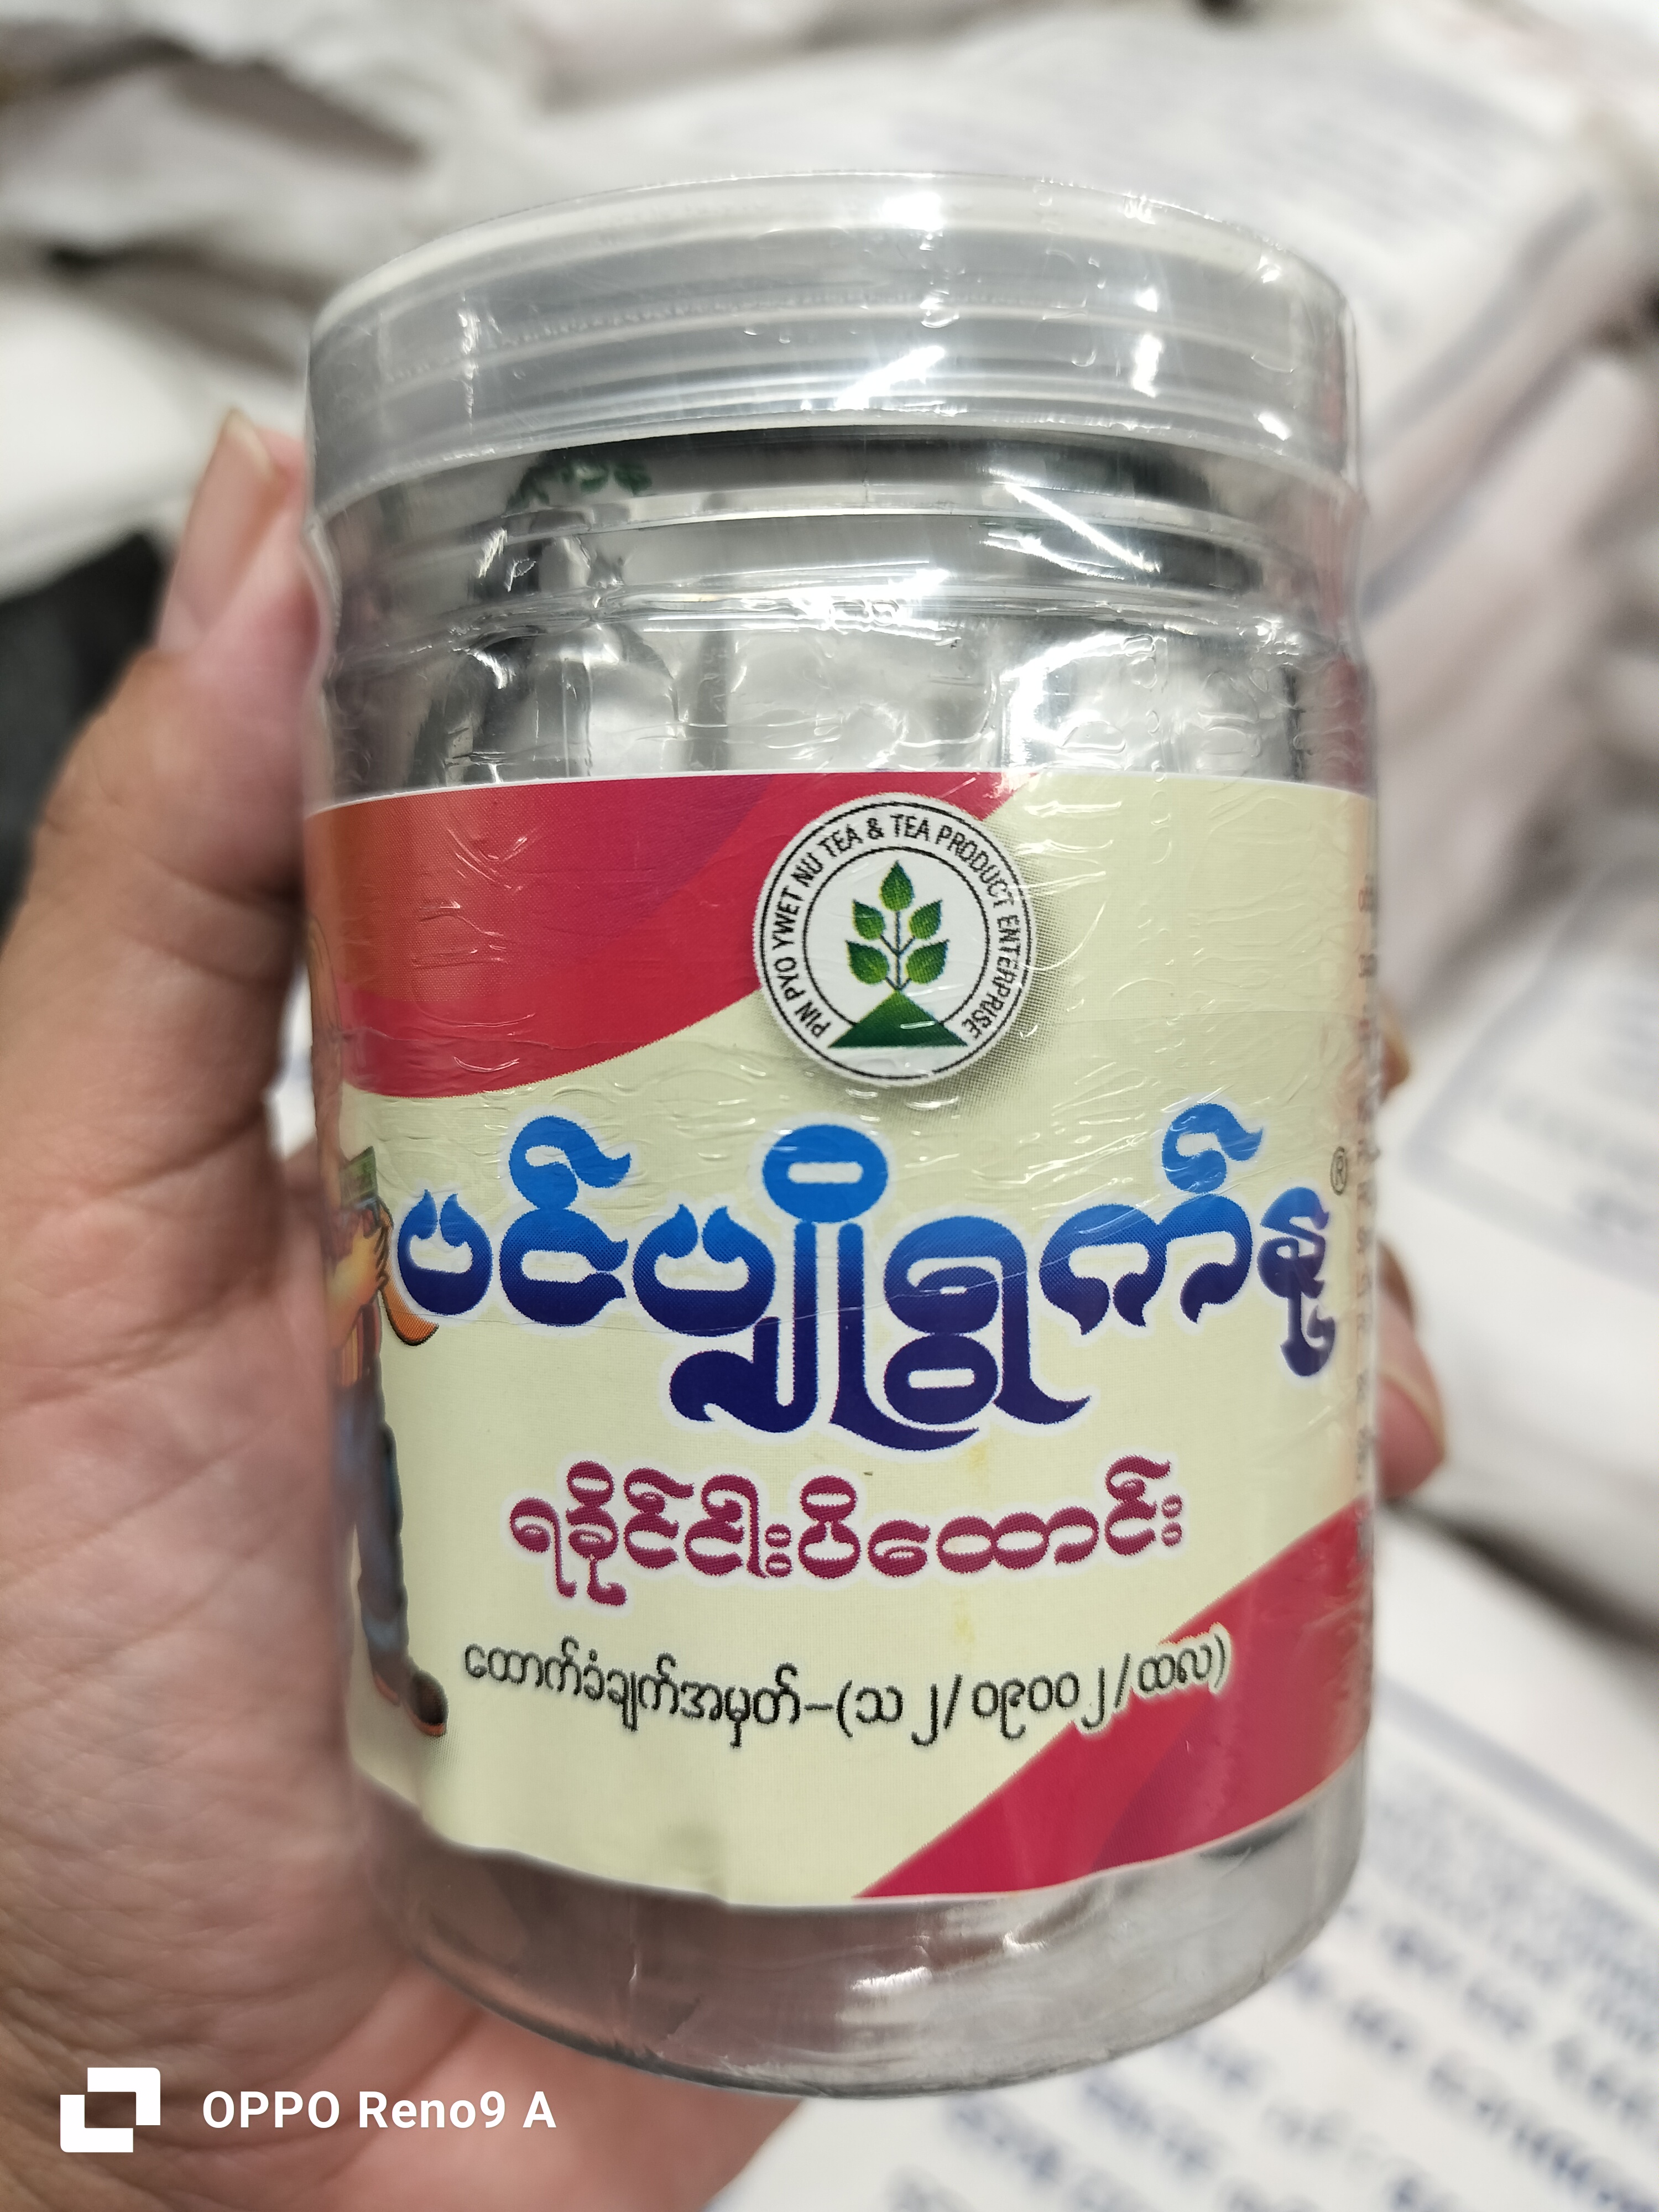 PIN PYO YWET NU TEA & TEA PRODUCT ENTERPRISE
ပင်ပျိုရွက်နု®
ရခိုင်ငါးပိထောင်း
ထောက်ခံချက်အမှတ်-(သ၂/၀၉၀၀၂/ထလ)
OPPO Reno9 A